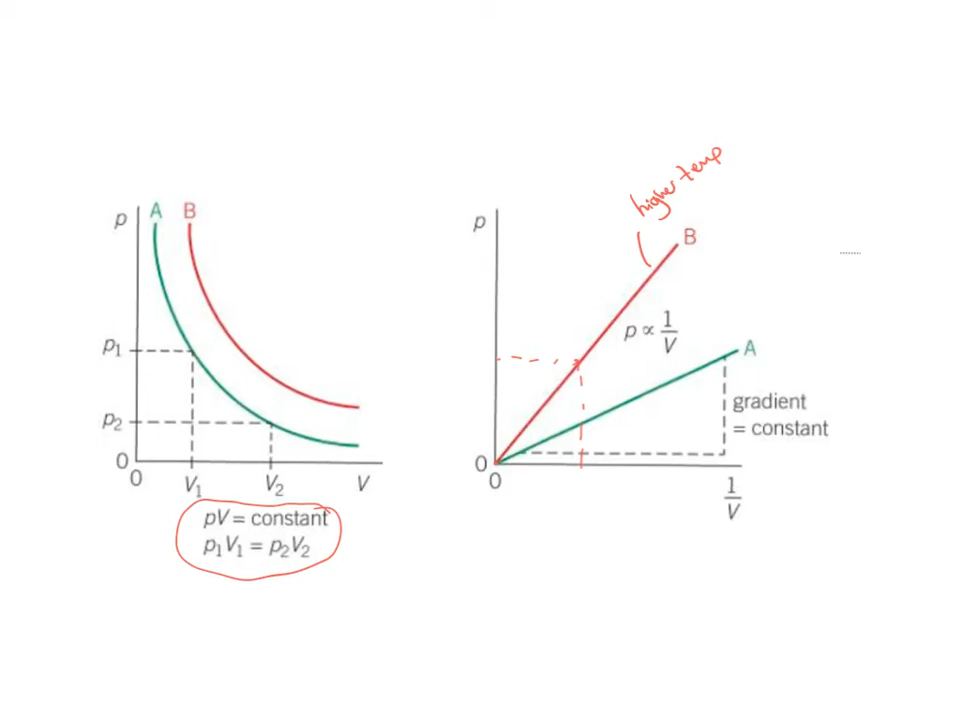 p
A
B
p₁
p₂
0
0
V₁
V₂
V
pV = constant
p₁V₁ = p₂V₂
higher temp
p
B
p ∝ 1/V
A
gradient
= constant
0
0
1/V